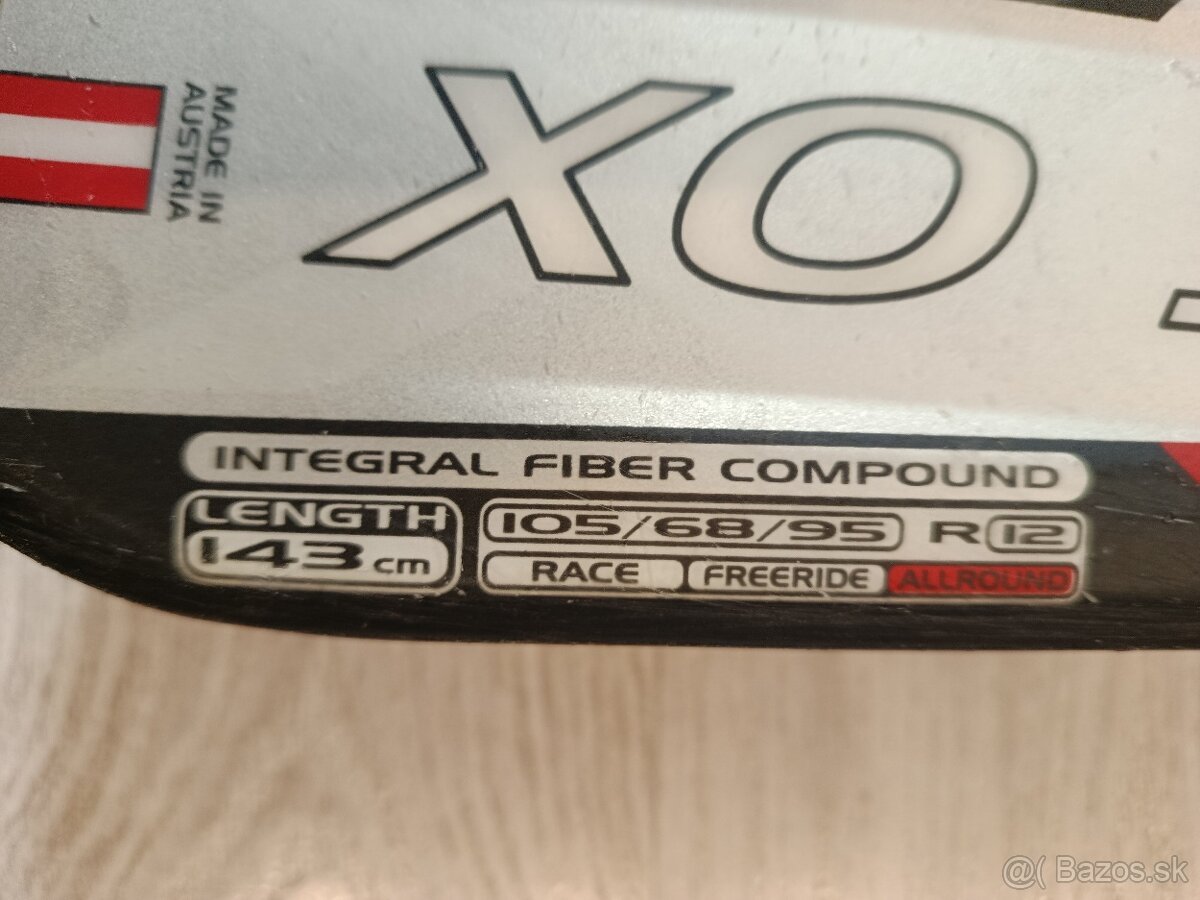 MADE IN
AUSTRIA
XO
INTEGRAL FIBER COMPOUND
LENGTH
143 cm
105/68/95 R 12
RACE FREERIDE ALLROUND
@( Bazos.sk